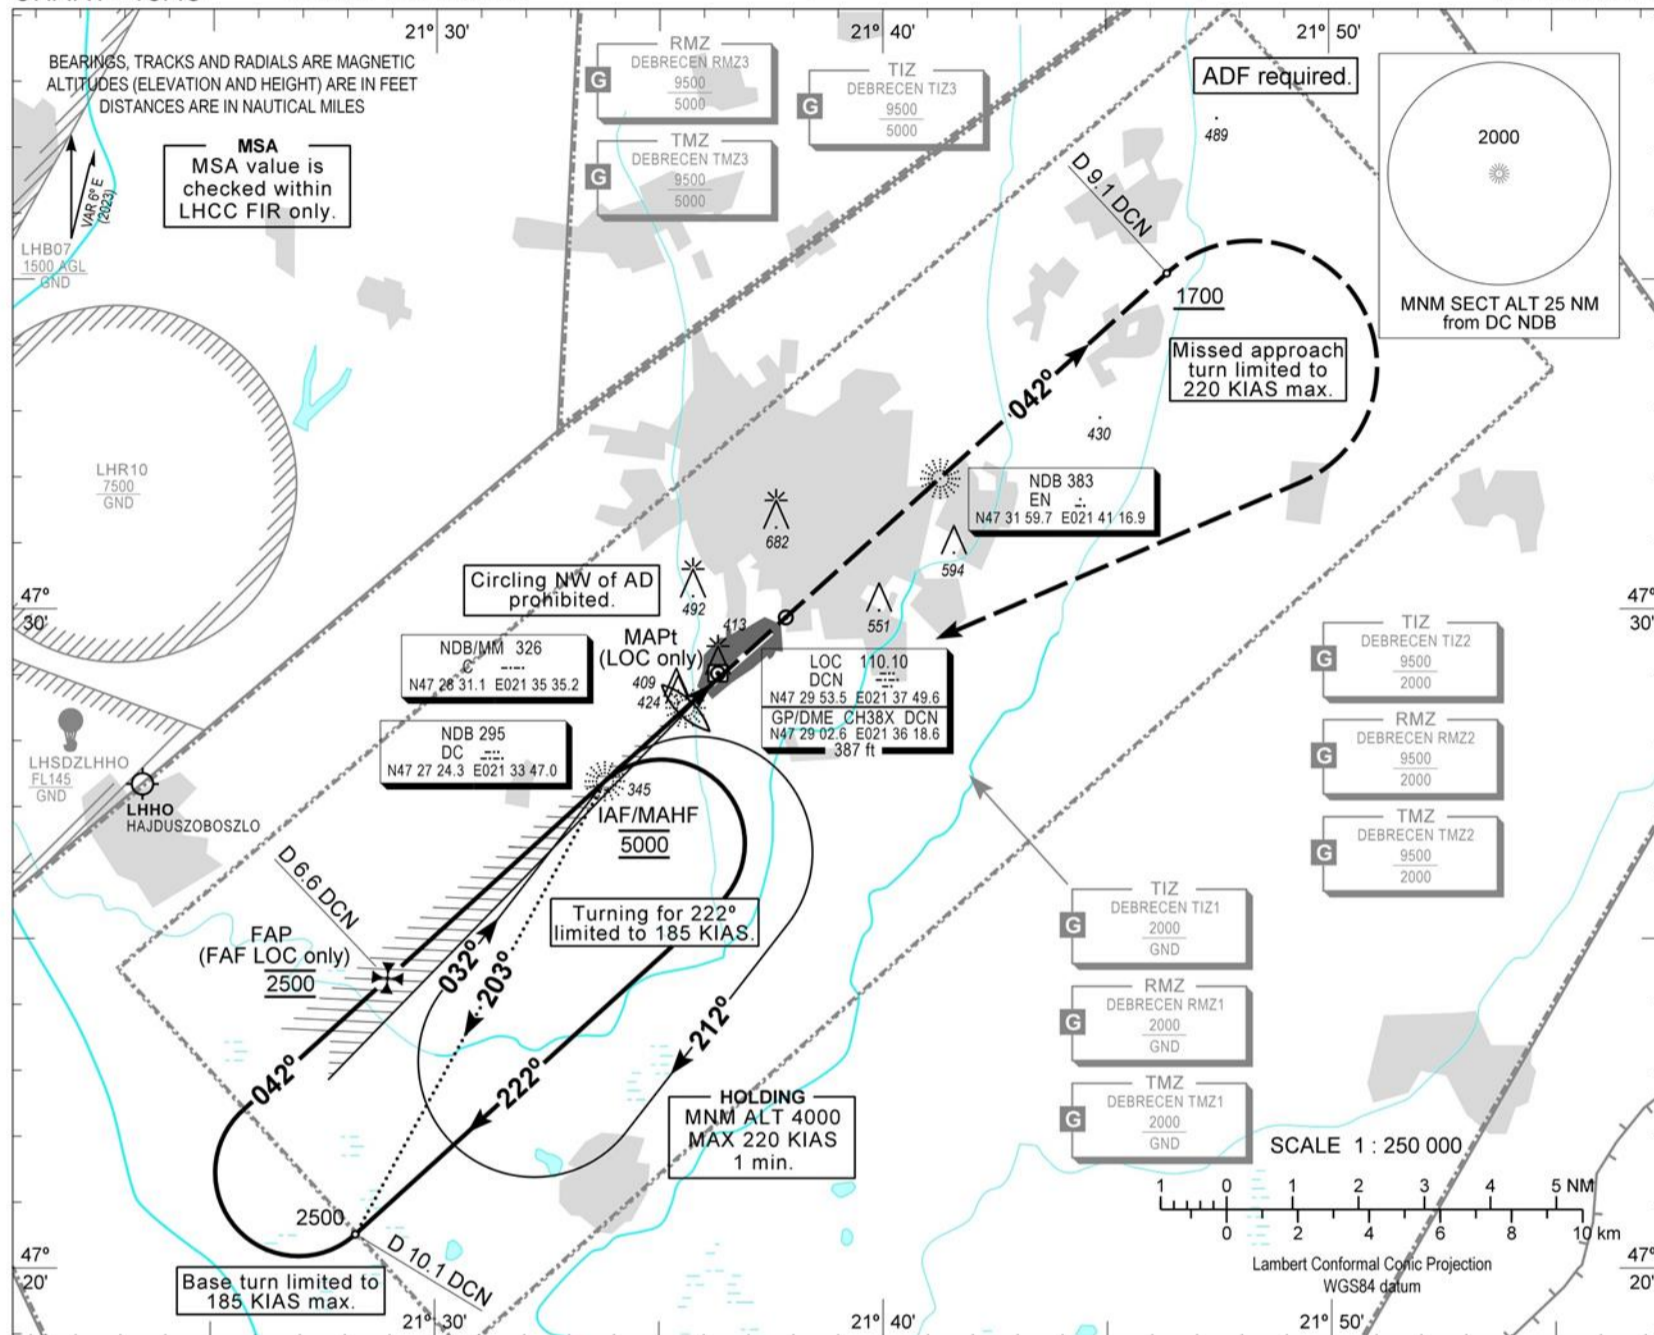 21° 30'
21° 40'
21° 50'
BEARINGS, TRACKS AND RADIALS ARE MAGNETIC
ALTITUDES (ELEVATION AND HEIGHT) ARE IN FEET
DISTANCES ARE IN NAUTICAL MILES
MSA
MSA value is
checked within
LHCC FIR only.
VAR 6° E
(2023)
LHB07
1500 AGL
GND
RMZ
DEBRECEN RMZ3
G
9500
5000
TIZ
DEBRECEN TIZ3
G
9500
5000
TMZ
DEBRECEN TMZ3
G
9500
5000
ADF required.
489
2000
MNM SECT ALT 25 NM
from DC NDB
D 9.1 DCN
1700
Missed approach
turn limited to
220 KIAS max.
042°
430
LHR10
7500
GND
NDB 383
EN
N47 31 59.7 E021 41 16.9
682
594
Circling NW of AD
prohibited.
492
551
413
47°
30'
47°
30'
MAPt
(LOC only)
NDB/MM 326
C
N47 28 31.1 E021 35 35.2
409
424
LOC 110.10
DCN
N47 29 53.5 E021 37 49.6
GP/DME CH38X DCN
N47 29 02.6 E021 36 18.6
387 ft
NDB 295
DC
N47 27 24.3 E021 33 47.0
TIZ
DEBRECEN TIZ2
G
9500
2000
RMZ
DEBRECEN RMZ2
G
9500
2000
TMZ
DEBRECEN TMZ2
G
9500
2000
LHSDZLHHO
FL145
GND
LHHO
HAJDUSZOBOSZLO
345
IAF/MAHF
5000
D 6.6 DCN
FAP
(FAF LOC only)
2500
Turning for 222°
limited to 185 KIAS.
TIZ
DEBRECEN TIZ1
G
2000
GND
RMZ
DEBRECEN RMZ1
G
2000
GND
TMZ
DEBRECEN TMZ1
G
2000
GND
032°
203°
212°
042°
222°
HOLDING
MNM ALT 4000
MAX 220 KIAS
1 min.
SCALE 1 : 250 000
1 0 1 2 3 4 5 NM
0 2 4 6 8 10 km
Lambert Conformal Conic Projection
WGS84 datum
2500
D 10.1 DCN
Base turn limited to
185 KIAS max.
47°
20'
47°
20'
21° 30'
21° 40'
21° 50'